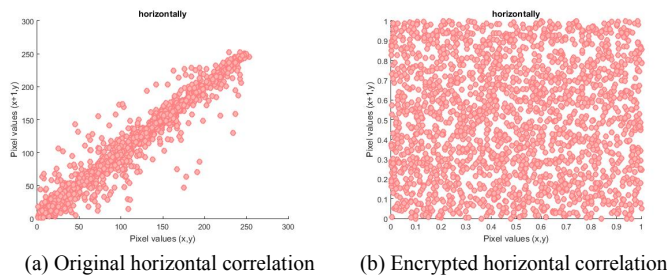 horizontally
300
250
200
150
100
50
0
Pixel values (x+1,y)
0 50 100 150 200 250 300
Pixel values (x,y)
(a) Original horizontal correlation
horizontally
1
0.9
0.8
0.7
0.6
0.5
0.4
0.3
0.2
0.1
0
Pixel values (x+1,y)
0 0.1 0.2 0.3 0.4 0.5 0.6 0.7 0.8 0.9 1
Pixel values (x,y)
(b) Encrypted horizontal correlation